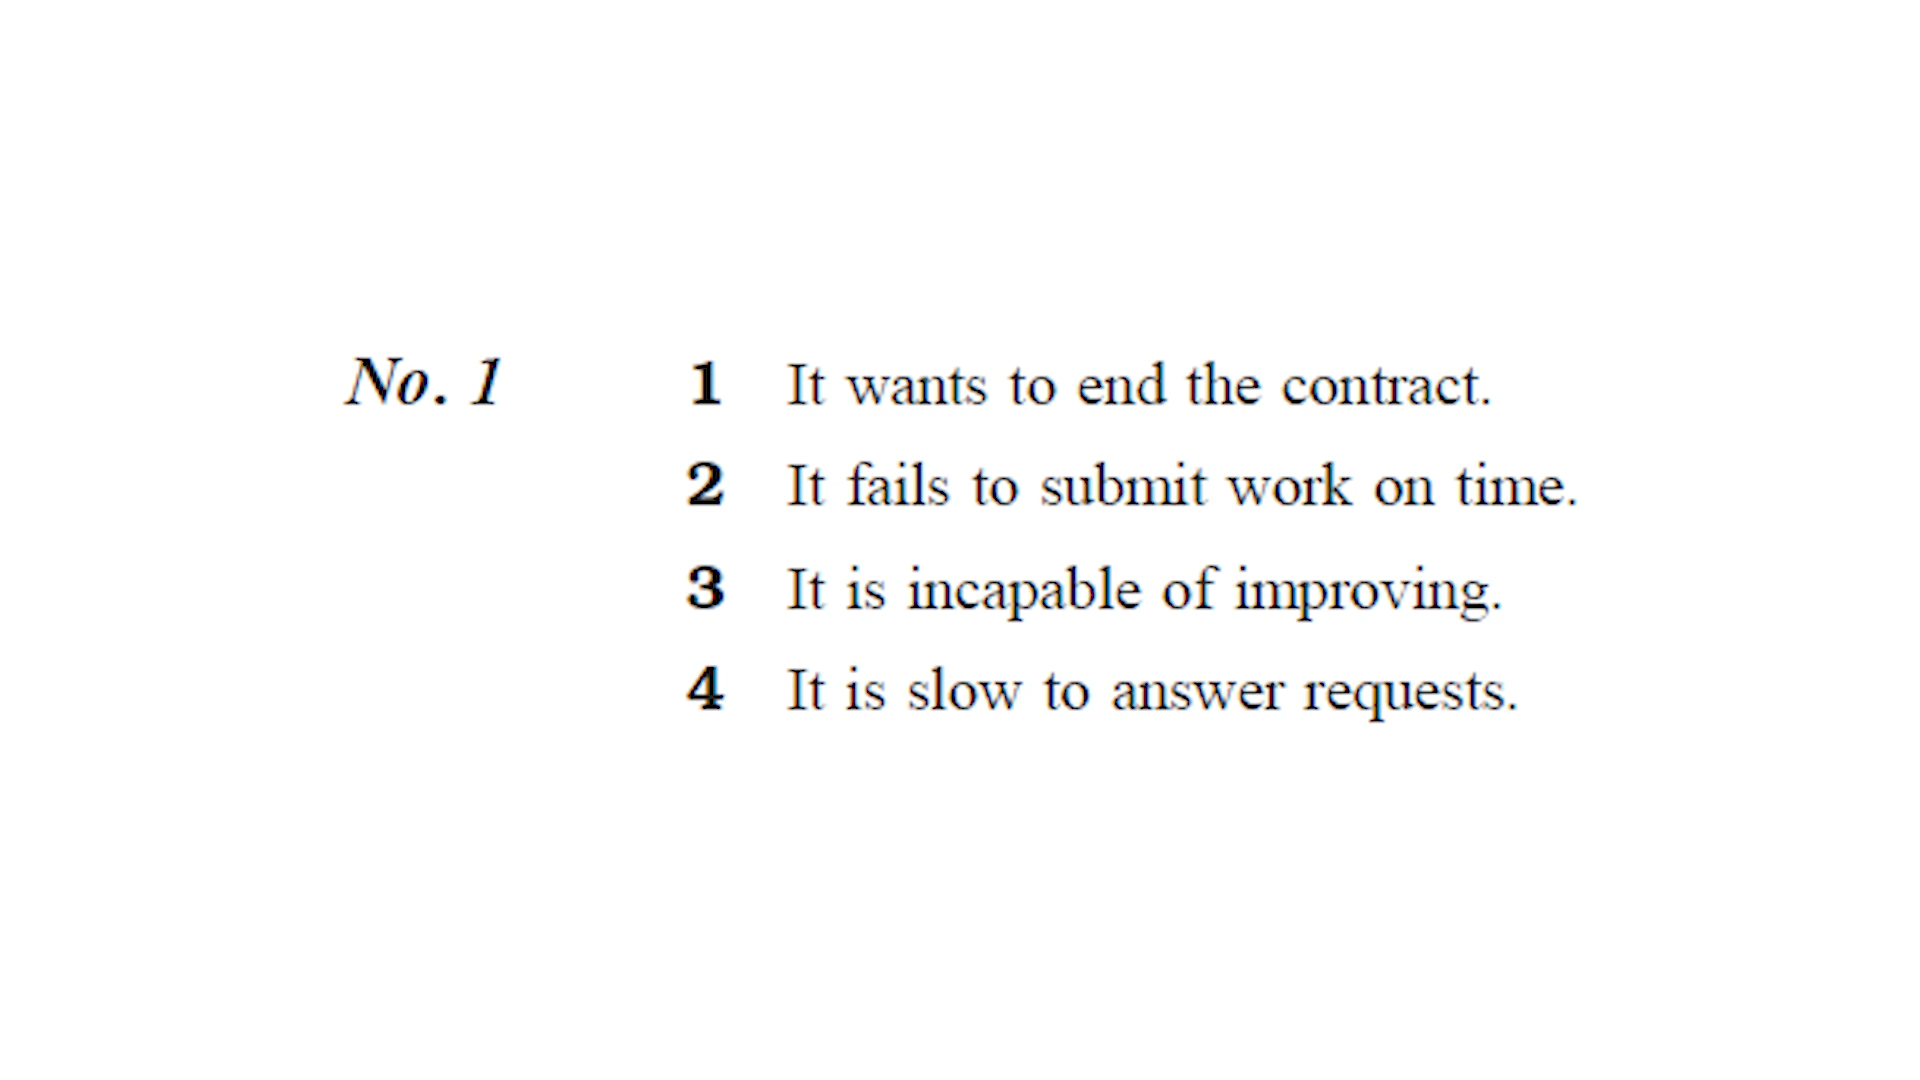 No. 1 1 It wants to end the contract.
2 It fails to submit work on time.
3 It is incapable of improving.
4 It is slow to answer requests.